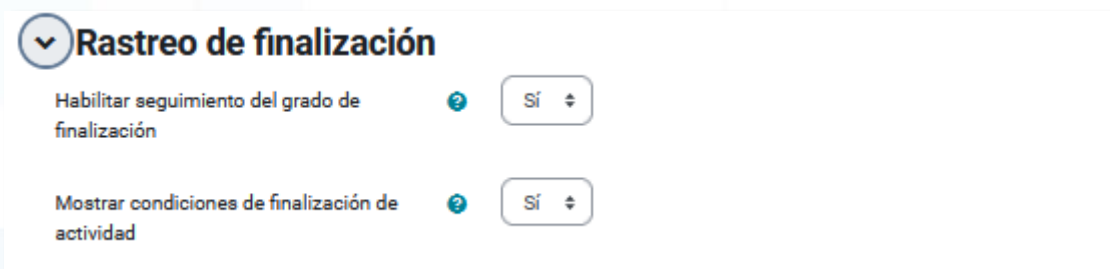 Rastreo de finalización
Habilitar seguimiento del grado de
finalización
Sí
Mostrar condiciones de finalización de
actividad
Sí